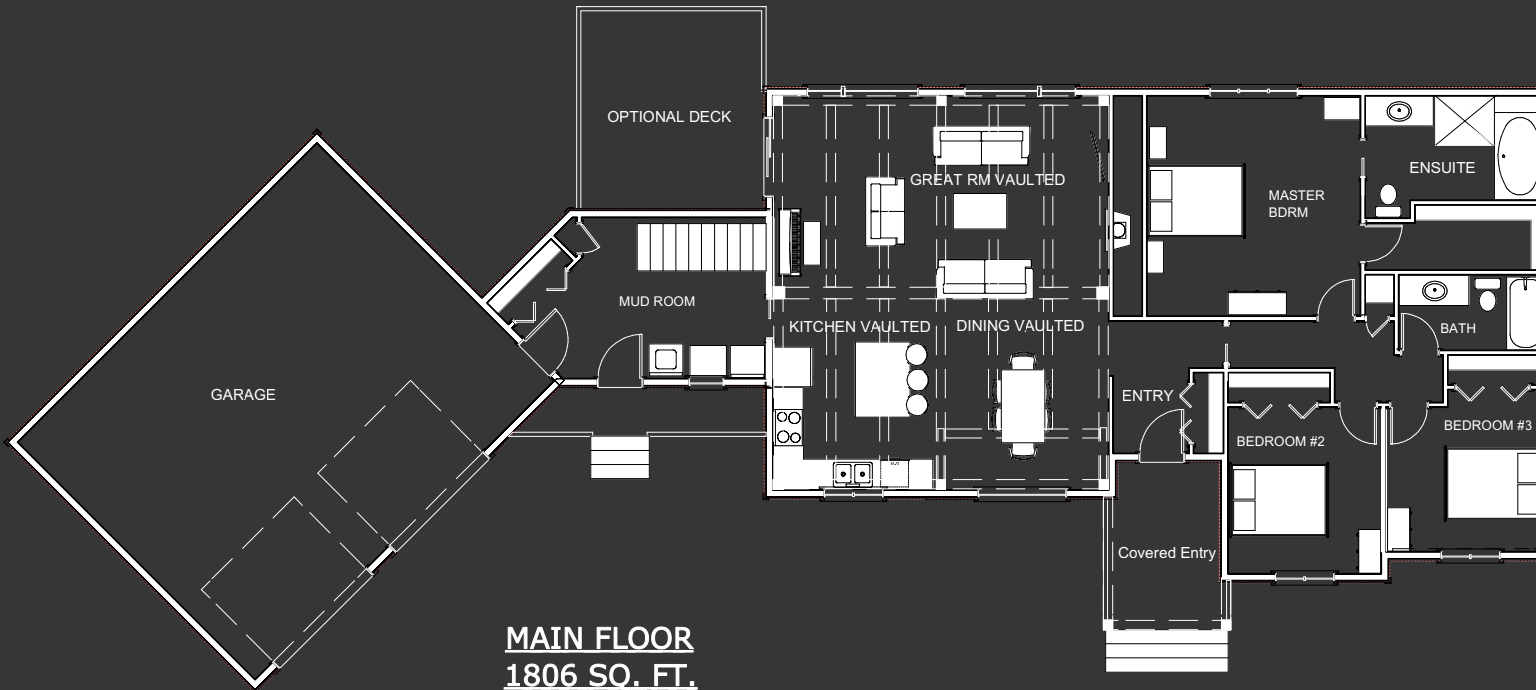 OPTIONAL DECK
GREAT RM VAULTED
MASTER
BDRM
ENSUITE
MUD ROOM
KITCHEN VAULTED
DINING VAULTED
BATH
GARAGE
ENTRY
BEDROOM #2
BEDROOM #3
Covered Entry
MAIN FLOOR
1806 SQ. FT.